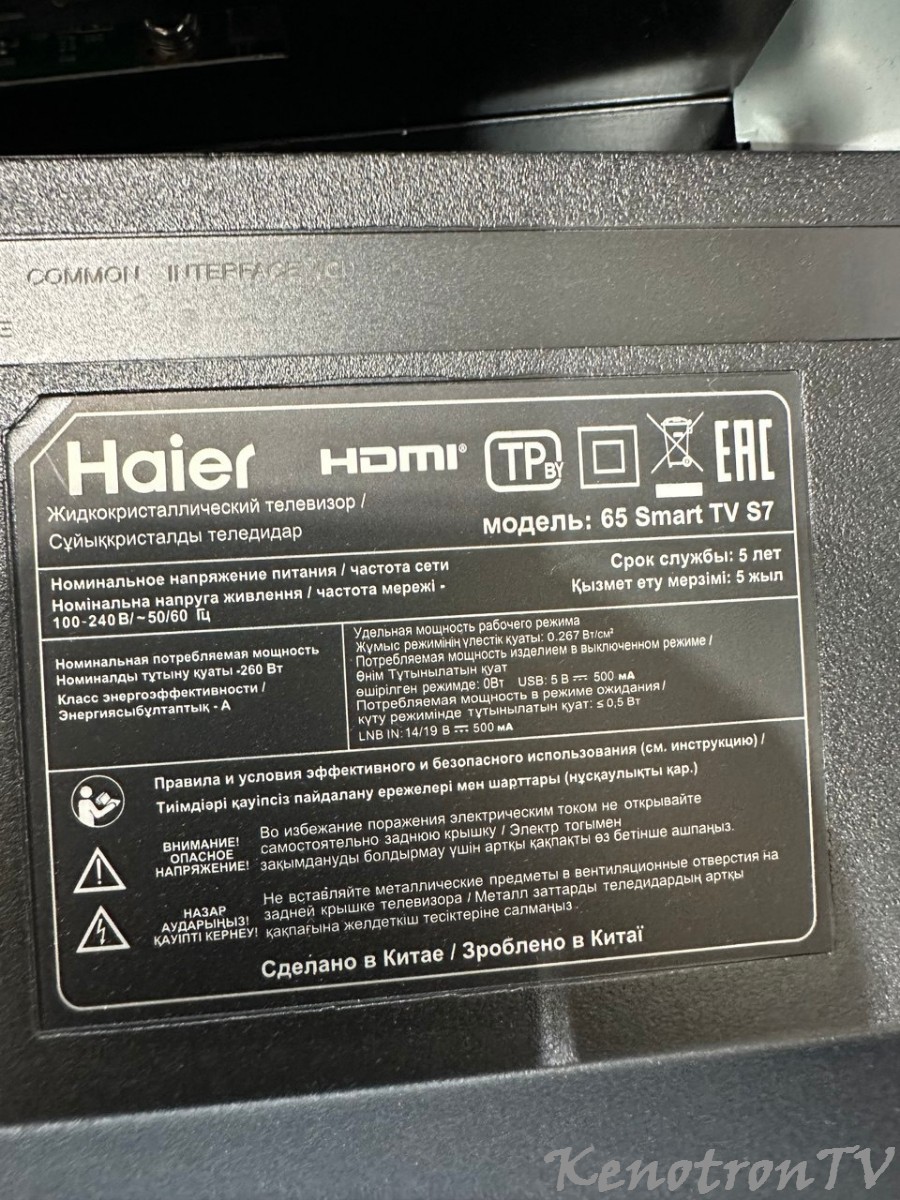 COMMON INTERFACE
E
Haier HDMI® TP BY EAC
Жидкокристаллический телевизор /
Сұйыққристалды теледидар
модель: 65 Smart TV S7
Номинальное напряжение питания / частота сети
Номінальна напруга живлення / частота мережі -
100-240 В/ ~ 50/60 Гц
Срок службы: 5 лет
Қызмет ету мерзімі: 5 жыл
Номинальная потребляемая мощность
Номиналды тұтыну қуаты -260 Вт
Класс энергоэффективности /
Энергиясыбұлтаптық - А
Удельная мощность рабочего режима
Жұмыс режимінің үлестік қуаты: 0.267 Вт/см²
Потребляемая мощность изделием в выключенном режиме /
Өнім Тұтынылатын қуат
өшірілген режимде: 0Вт USB: 5 В ⎓ 500 мА
Потребляемая мощность в режиме ожидания /
күту режимінде тұтынылатын қуат: ≤ 0,5 Вт
LNB IN: 14/19 В ⎓ 500 мА
Правила и условия эффективного и безопасного использования (см. инструкцию) /
Тиімдіәрі қауіпсіз пайдалану ережелері мен шарттары (нұсқаулықты қар.)
ВНИМАНИЕ!
ОПАСНОЕ
НАПРЯЖЕНИЕ!
Во избежание поражения электрическим током не открывайте
самостоятельно заднюю крышку / Электр тогымен
зақымдануды болдырмау үшін артқы қақпақты өз бетінше ашпаңыз.
НАЗАР
АУДАРЫҢЫЗ!
ҚАУІПТІ КЕРНЕУ!
Не вставляйте металлические предметы в вентиляционные отверстия на
задней крышке телевизора / Металл заттарды теледидардың артқы
қақпағына желдеткіш тесіктеріне салмаңыз.
Сделано в Китае / Зроблено в Китаї
KenotronTV